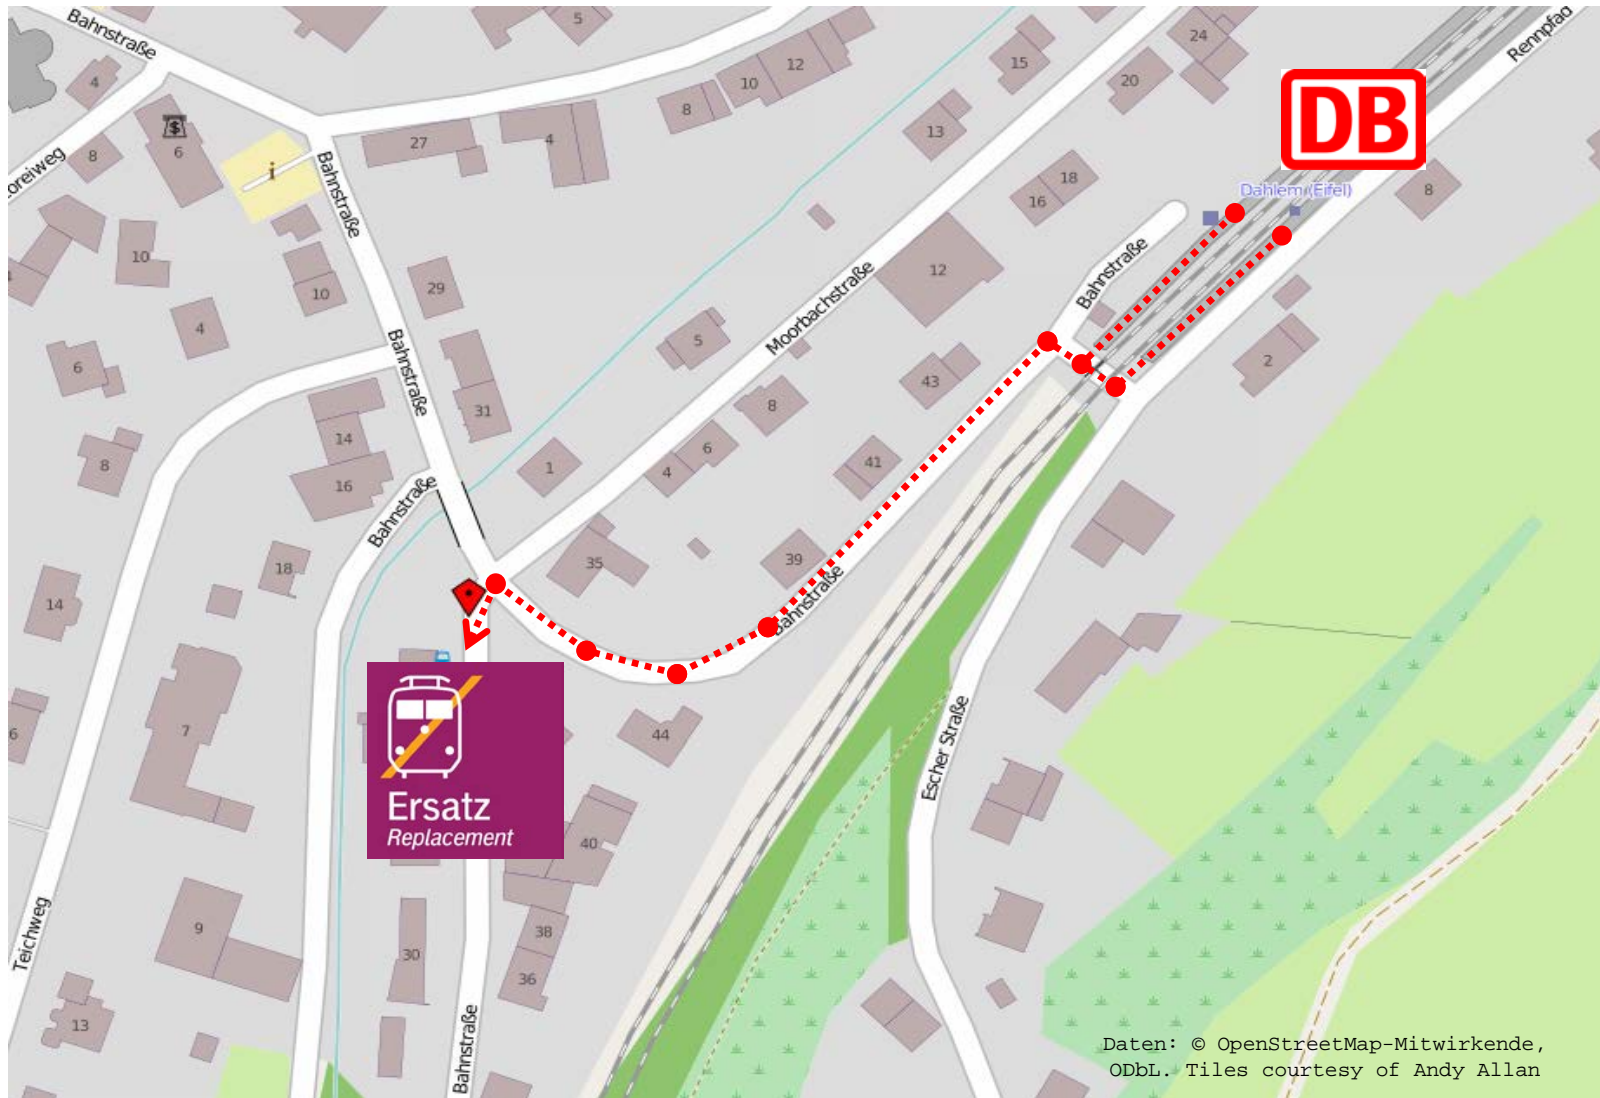 Bahnstraße
5
24
Rennpfad
15
12
4
10
20
8
DB
27
4
13
6
8
oreiweg
Bahnstraße
i
18
16
Dahlem (Eifel)
8
10
29
10
12
Bahnstraße
Moorbachstraße
4
5
6
Bahnstraße
43
2
31
8
14
6
8
1
4
41
16
Bahnstraße
39
35
18
14
Bahnstraße
6
7
44
Escher Straße
Ersatz
Replacement
40
9
38
Teichweg
30
36
13
Bahnstraße
Daten: © OpenStreetMap-Mitwirkende,
ODbL. Tiles courtesy of Andy Allan